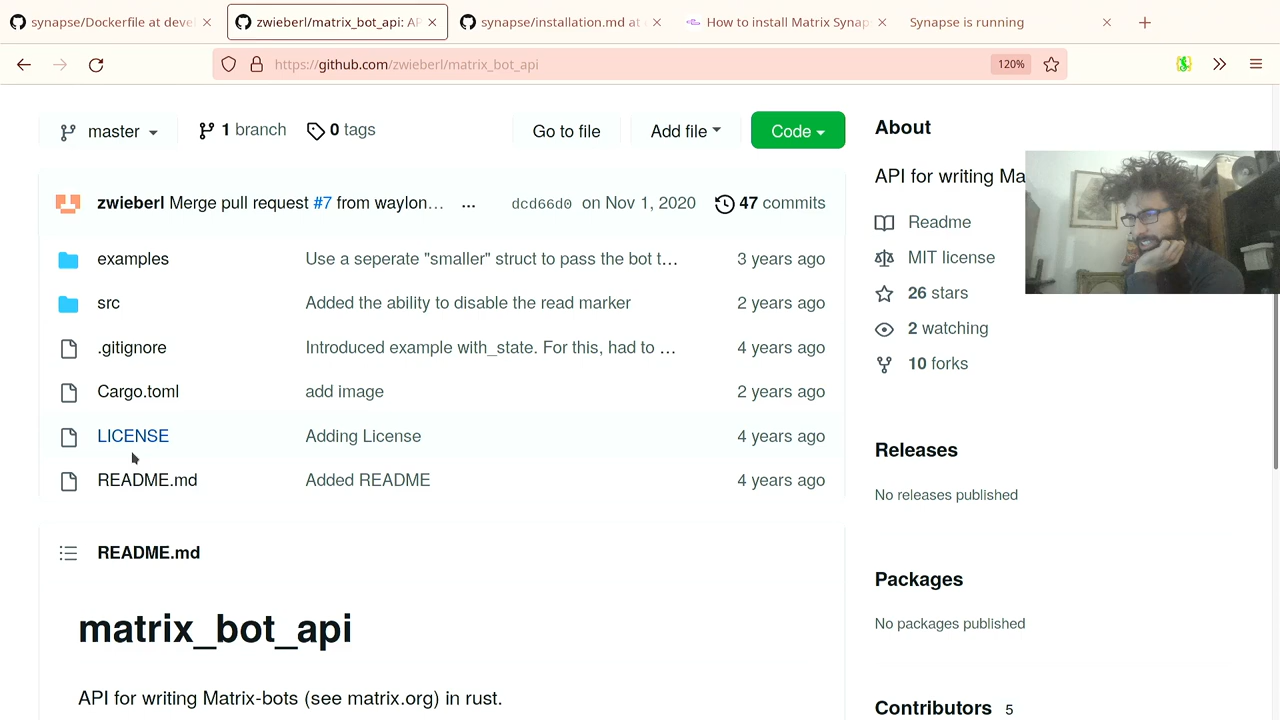 synapse/Dockerfile at deve
zwieberl/matrix_bot_api: AP
synapse/installation.md at
How to install Matrix Synap
Synapse is running
https://github.com/zwieberl/matrix_bot_api
120%
master
1 branch
0 tags
Go to file
Add file
Code
zwieberl Merge pull request #7 from waylon… ... dcd66d0 on Nov 1, 2020 47 commits
examples Use a seperate "smaller" struct to pass the bot t… 3 years ago
src Added the ability to disable the read marker 2 years ago
.gitignore Introduced example with_state. For this, had to … 4 years ago
Cargo.toml add image 2 years ago
LICENSE Adding License 4 years ago
README.md Added README 4 years ago
README.md
matrix_bot_api
API for writing Matrix-bots (see matrix.org) in rust.
About
API for writing Ma
Readme
MIT license
26 stars
2 watching
10 forks
Releases
No releases published
Packages
No packages published
Contributors 5